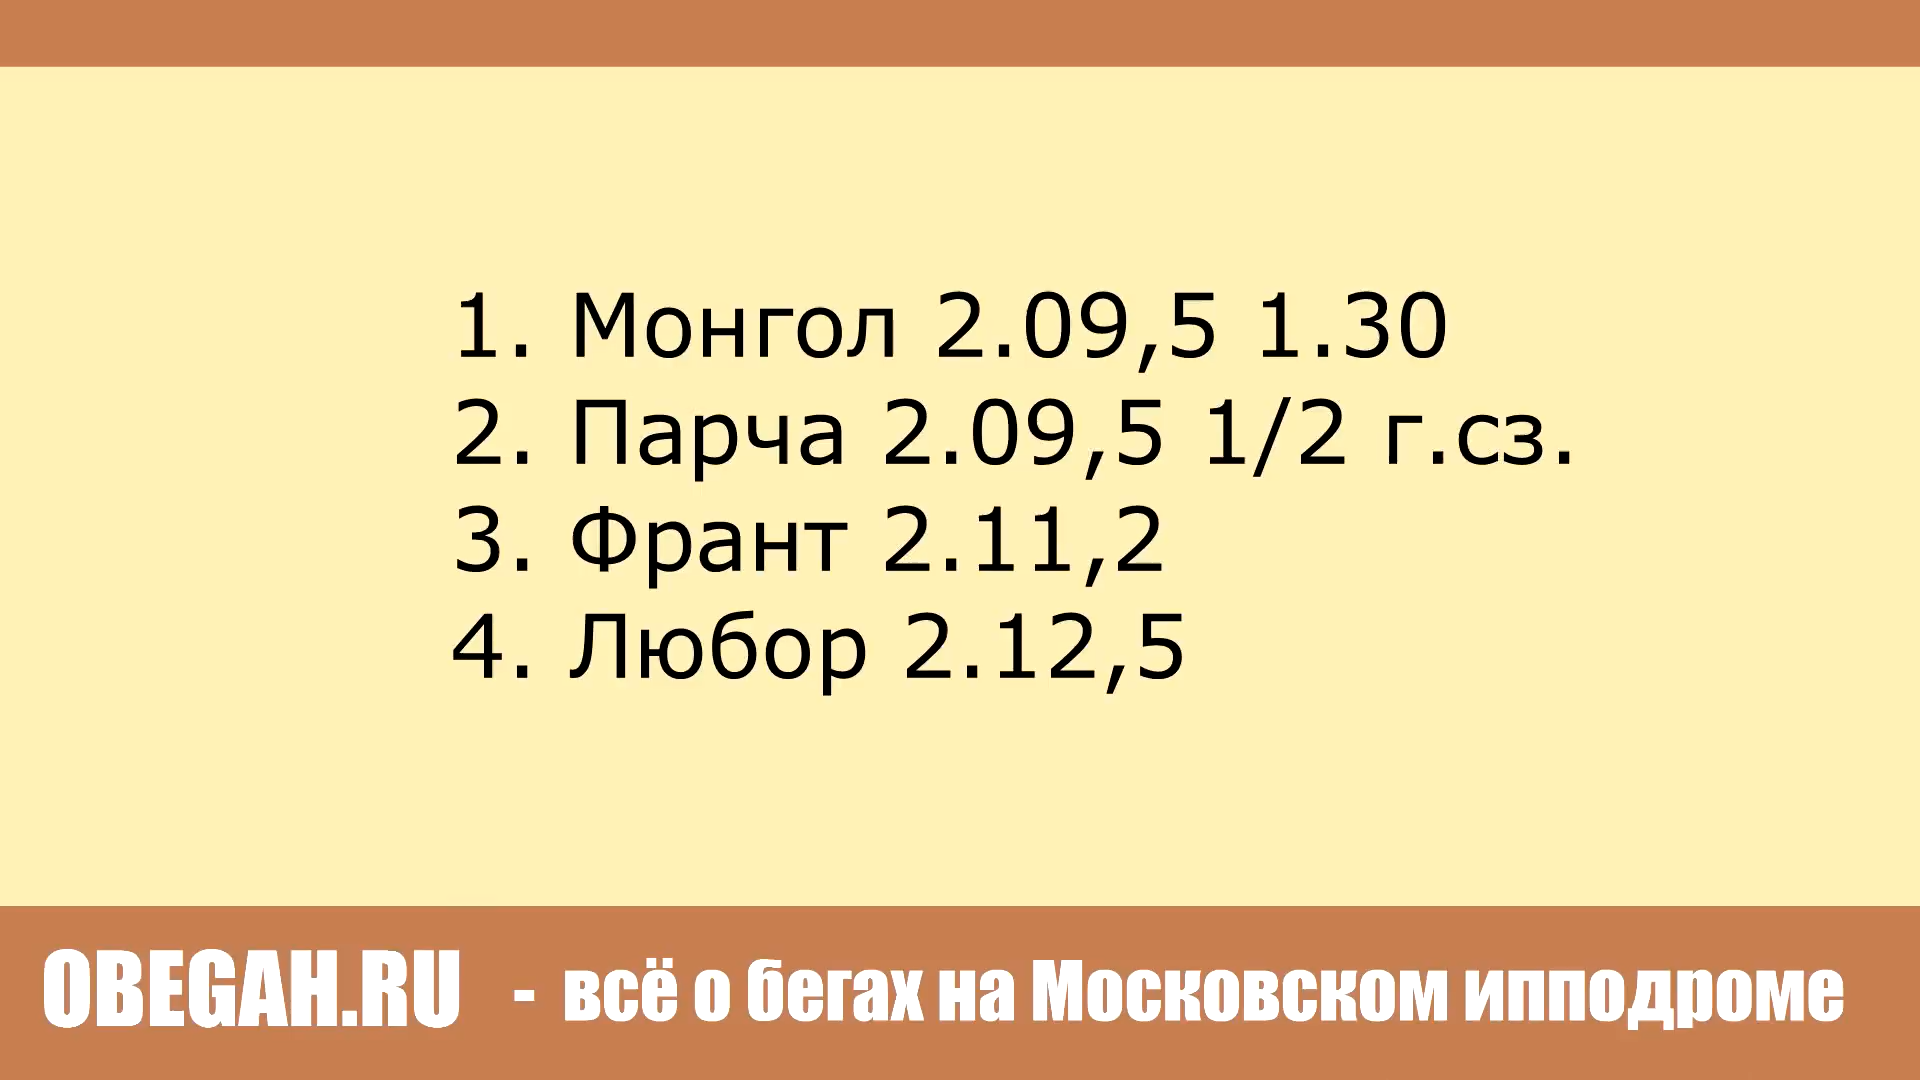 1. Монгол 2.09,5 1.30
2. Парча 2.09,5 1/2 г.сз.
3. Франт 2.11,2
4. Любор 2.12,5
OBEGAH.RU - всё о бегах на Московском ипподроме